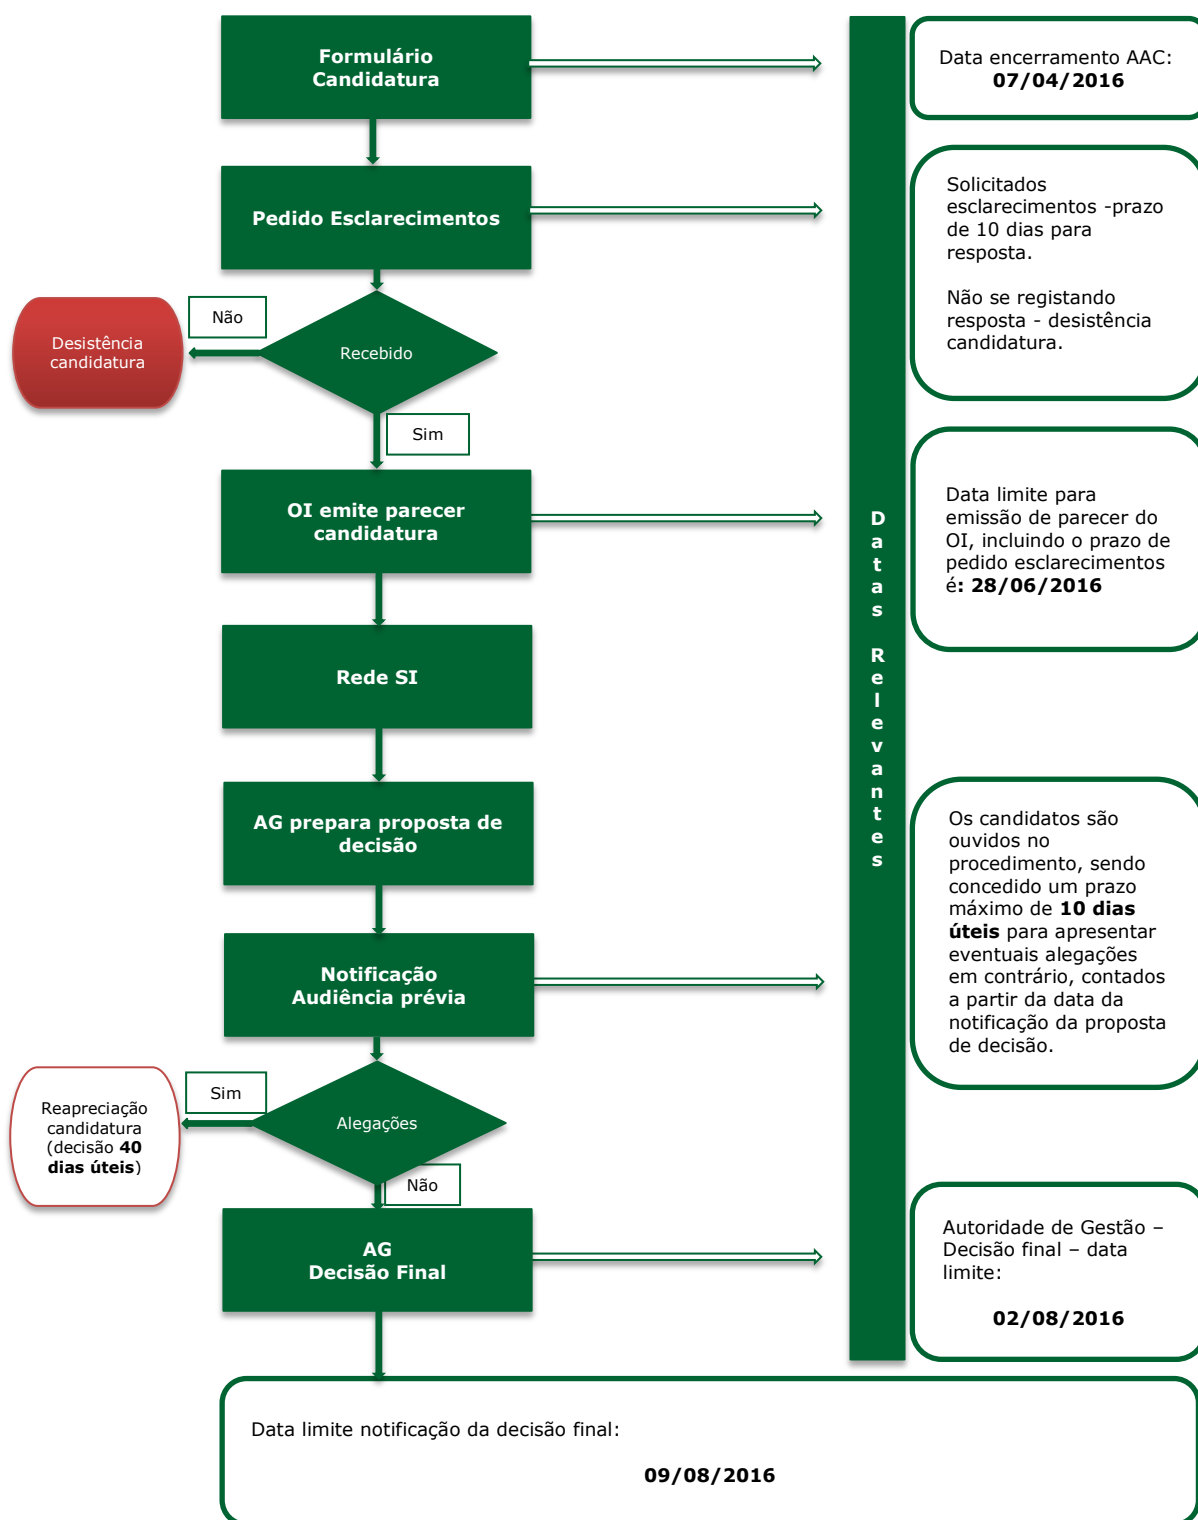 Formulário
Candidatura
Data encerramento AAC:
07/04/2016
Pedido Esclarecimentos
Solicitados
esclarecimentos -prazo
de 10 dias para
resposta.
Não se registando
resposta - desistência
candidatura.
Não
Desistência
candidatura
Recebido
Sim
OI emite parecer
candidatura
Data limite para
emissão de parecer do
OI, incluindo o prazo de
pedido esclarecimentos
é: 28/06/2016
D
a
t
a
s
R
e
l
e
v
a
n
t
e
s
Rede SI
AG prepara proposta de
decisão
Os candidatos são
ouvidos no
procedimento, sendo
concedido um prazo
máximo de 10 dias
úteis para apresentar
eventuais alegações
em contrário, contados
a partir da data da
notificação da proposta
de decisão.
Notificação
Audiência prévia
Sim
Reapreciação
candidatura
(decisão 40
dias úteis)
Alegações
Não
AG
Decisão Final
Autoridade de Gestão –
Decisão final – data
limite:
02/08/2016
Data limite notificação da decisão final:
09/08/2016